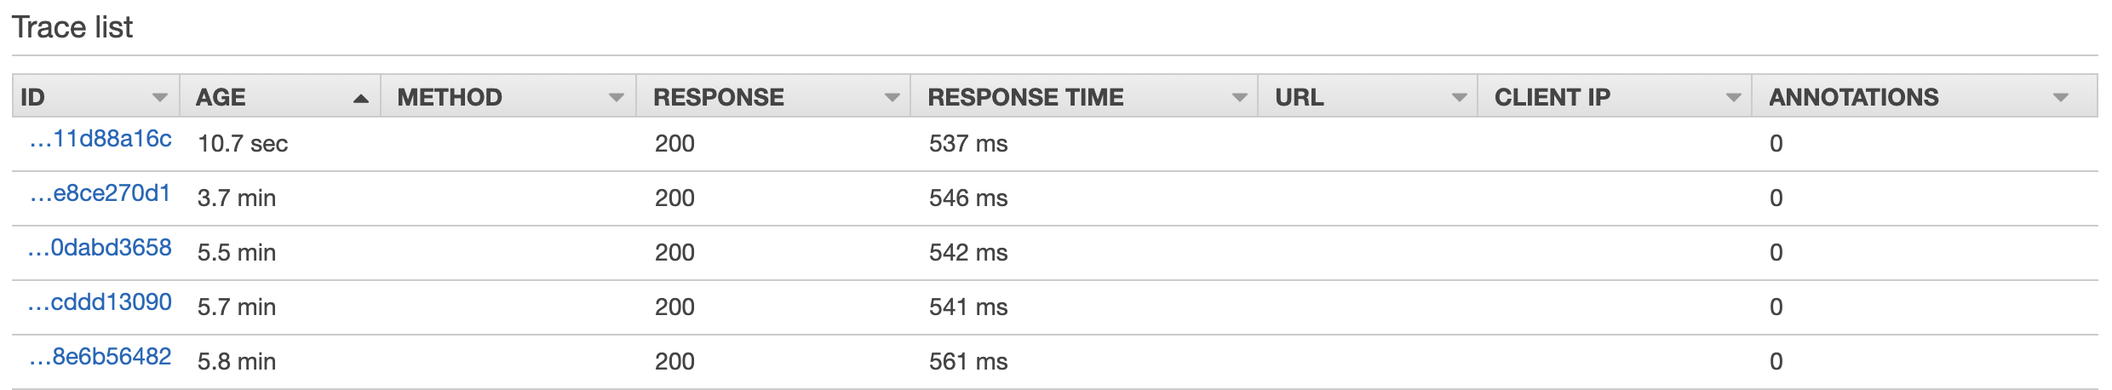 Trace list
ID AGE METHOD RESPONSE RESPONSE TIME URL CLIENT IP ANNOTATIONS
...11d88a16c 10.7 sec 200 537 ms 0
...e8ce270d1 3.7 min 200 546 ms 0
...0dabd3658 5.5 min 200 542 ms 0
...cddd13090 5.7 min 200 541 ms 0
...8e6b56482 5.8 min 200 561 ms 0